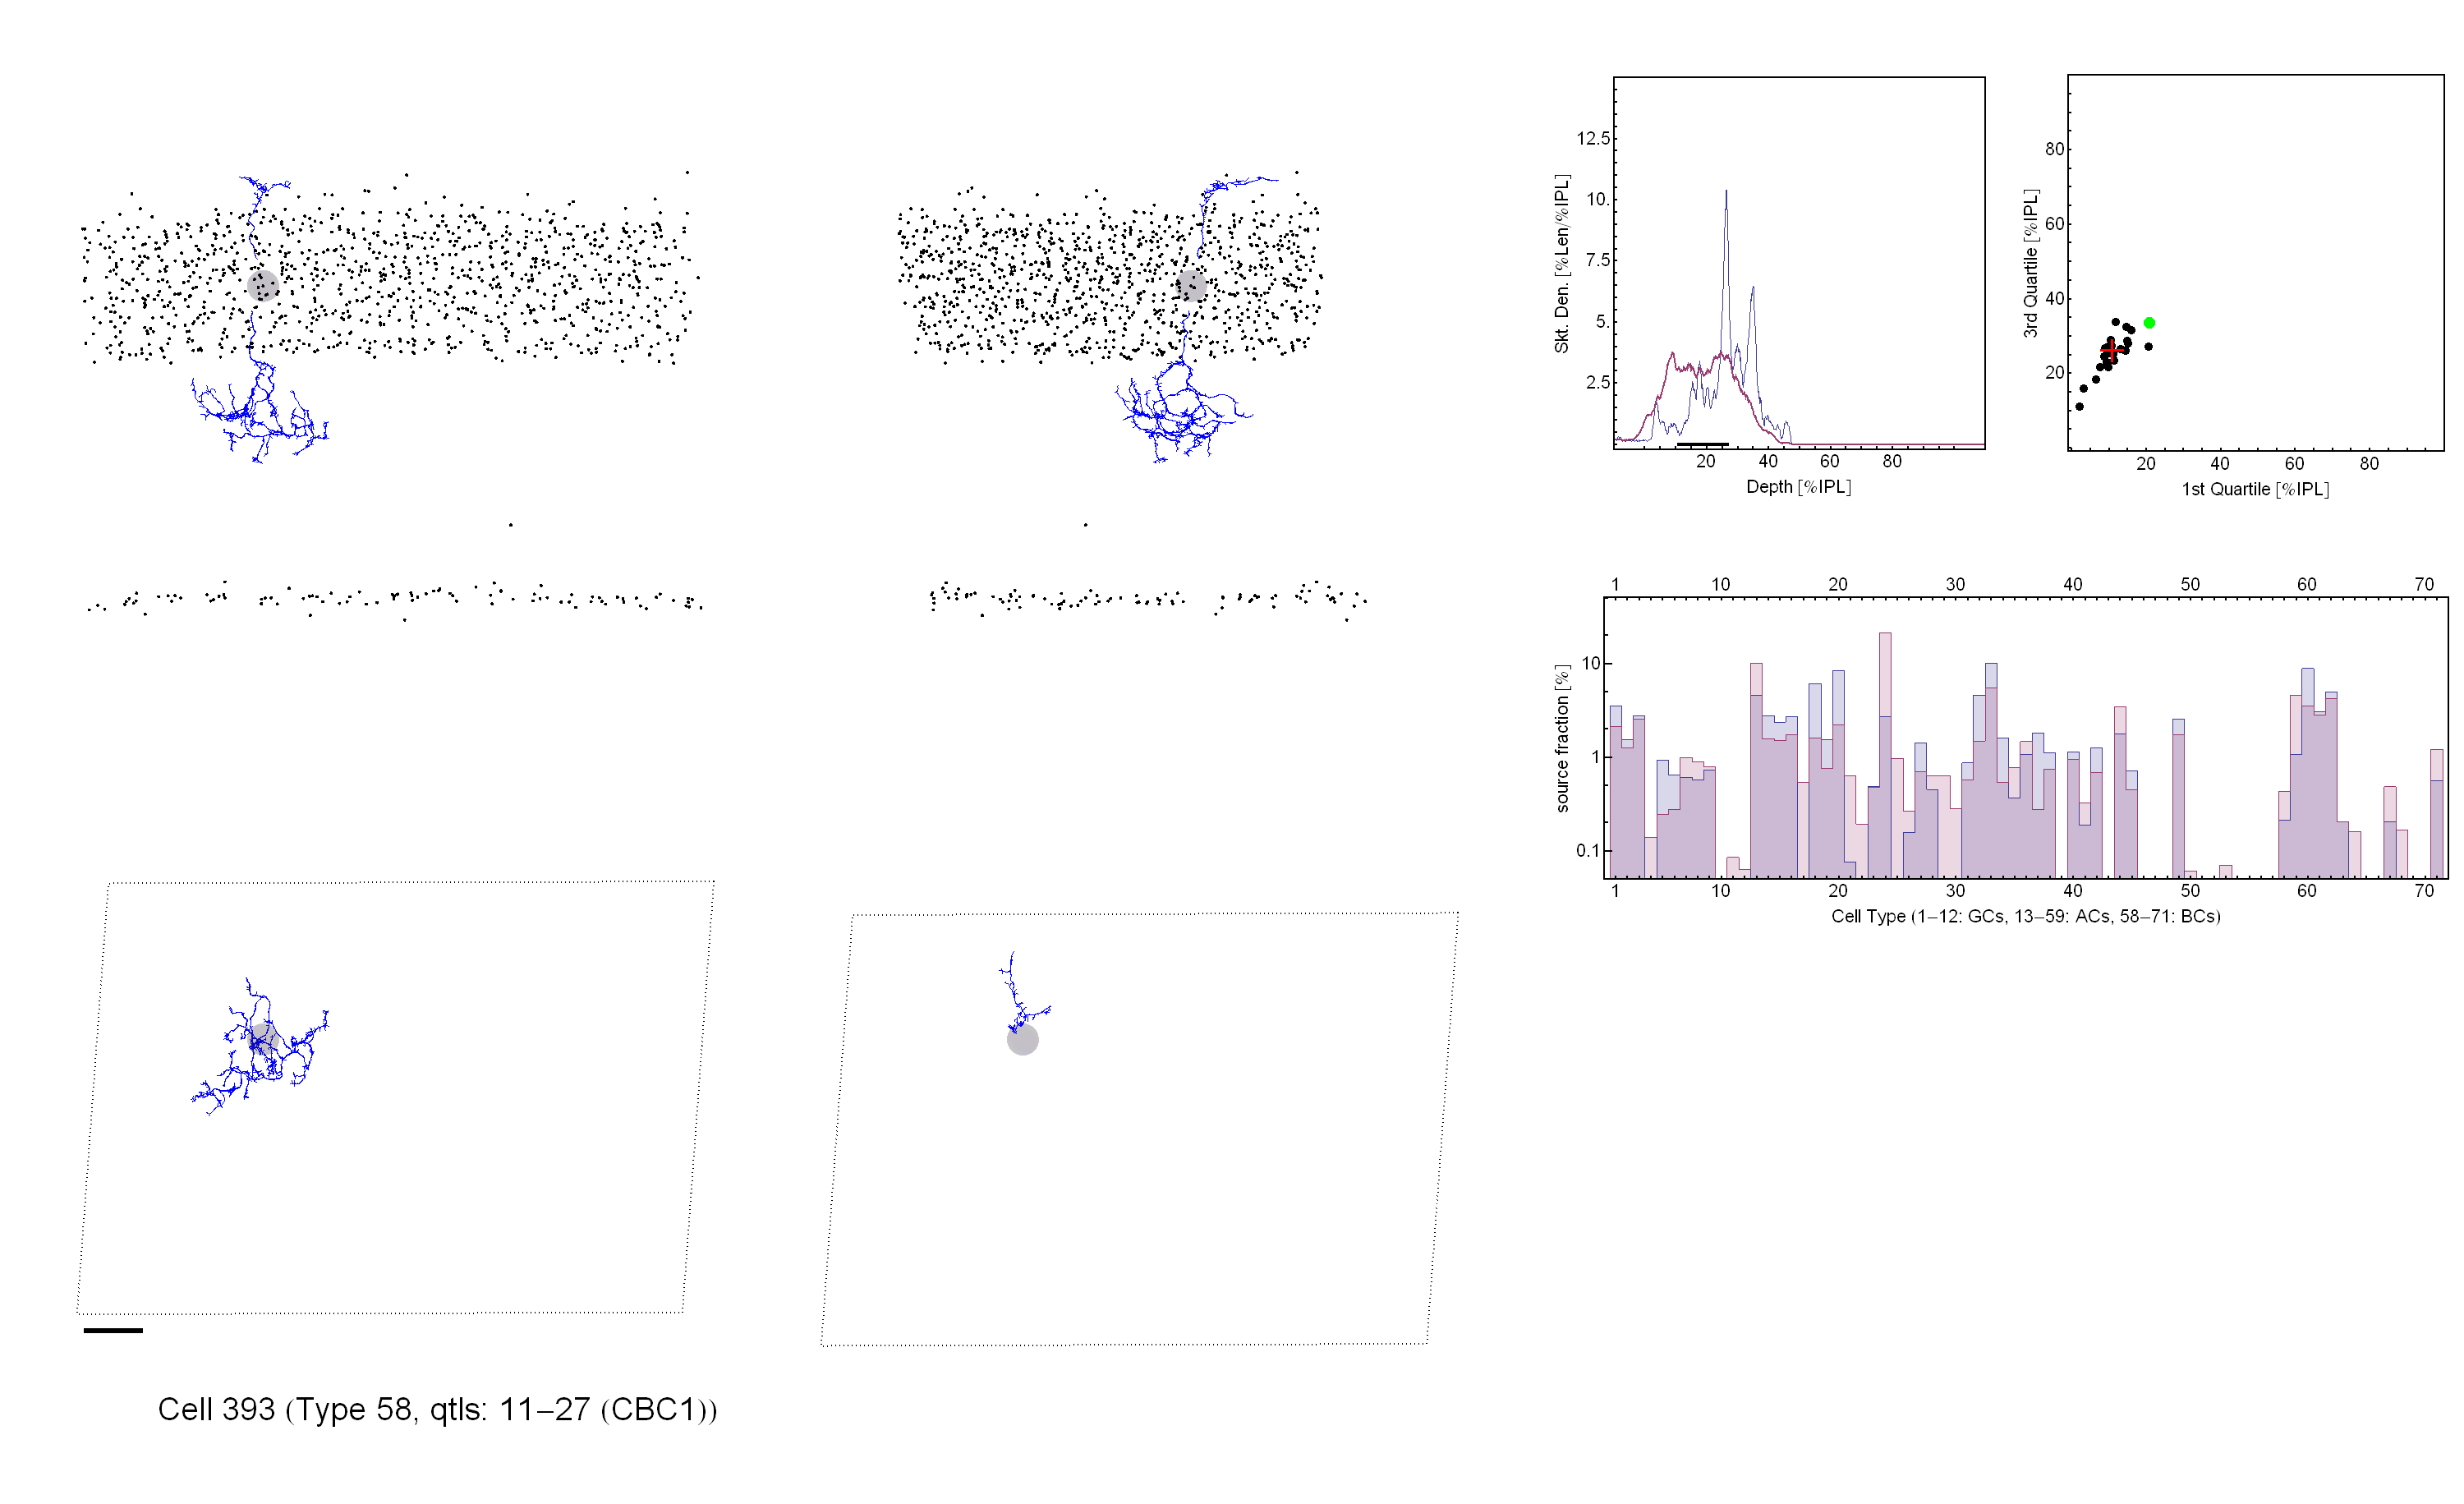 12.5
10.
7.5
5.
2.5
Skt. Den. [%Len/%IPL]
20 40 60 80
Depth [%IPL]
80
60
40
20
3rd Quartile [%IPL]
20 40 60 80
1st Quartile [%IPL]
1 10 20 30 40 50 60 70
10
1
0.1
source fraction [%]
1 10 20 30 40 50 60 70
Cell Type (1–12: GCs, 13–59: ACs, 58–71: BCs)
Cell 393 (Type 58, qtls: 11–27 (CBC1))